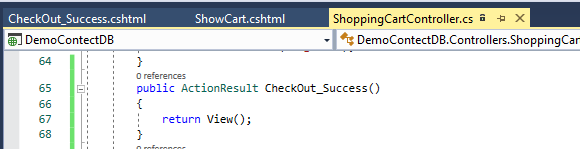 CheckOut_Success.cshtml ShowCart.cshtml ShoppingCartController.cs
DemoContectDB DemoContectDB.Controllers.ShoppingCa
64 }
0 references
65 public ActionResult CheckOut_Success()
66 {
67 return View();
68 }
0 references